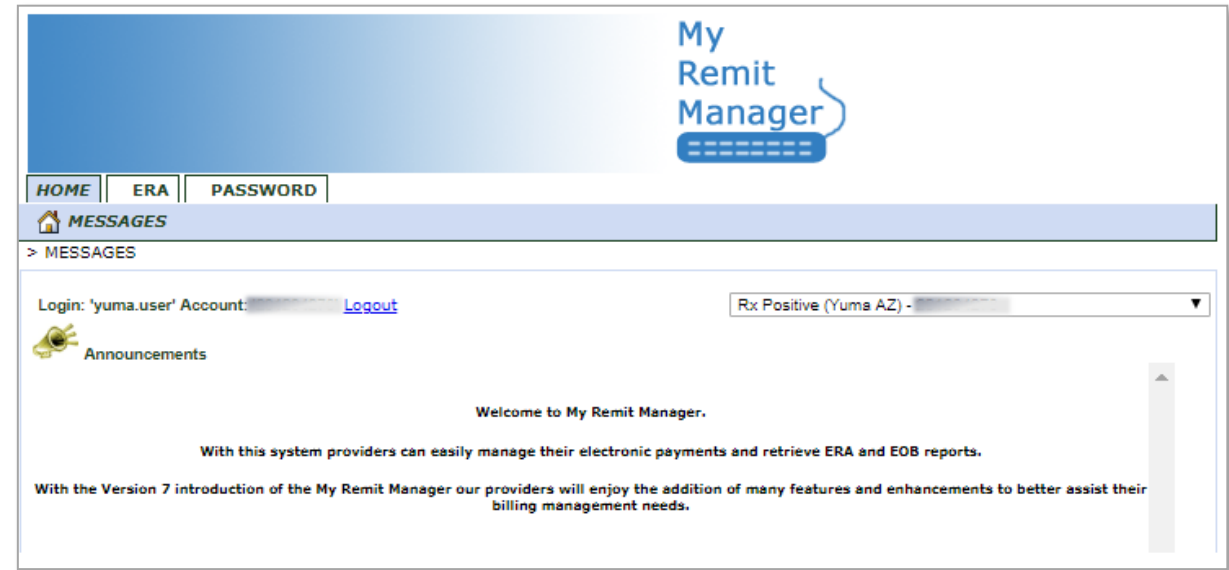 My
Remit
Manager
HOME ERA PASSWORD
MESSAGES
> MESSAGES
Login: 'yuma.user' Account: Logout
Rx Positive (Yuma AZ) -
Announcements
Welcome to My Remit Manager.
With this system providers can easily manage their electronic payments and retrieve ERA and EOB reports.
With the Version 7 introduction of the My Remit Manager our providers will enjoy the addition of many features and enhancements to better assist their
billing management needs.